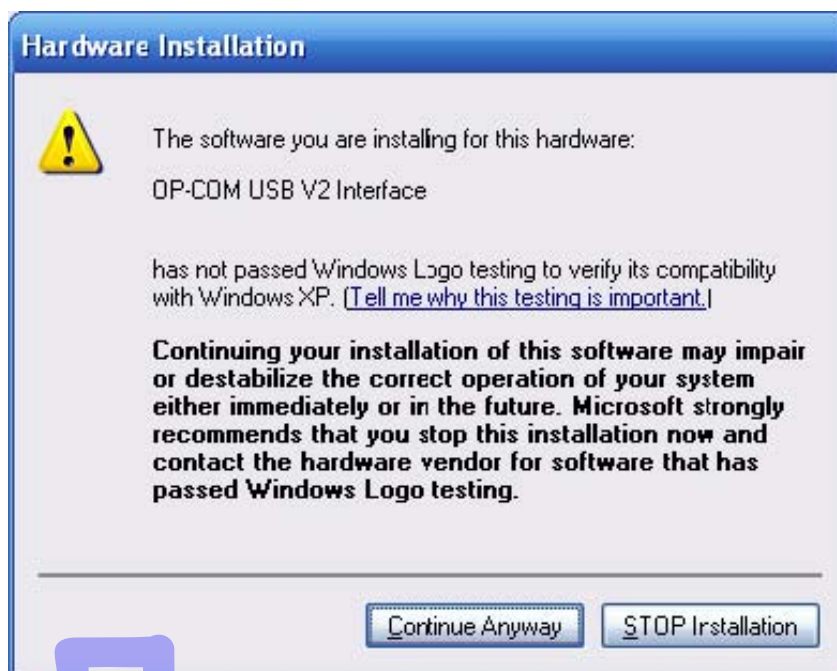 Hardware Installation
The software you are installing for this hardware:
OP-COM USB V2 Interface
has not passed Windows Logo testing to verify its compatibility
with Windows XP. (Tell me why this testing is important.)
Continuing your installation of this software may impair
or destabilize the correct operation of your system
either immediately or in the future. Microsoft strongly
recommends that you stop this installation now and
contact the hardware vendor for software that has
passed Windows Logo testing.
Continue Anyway STOP Installation